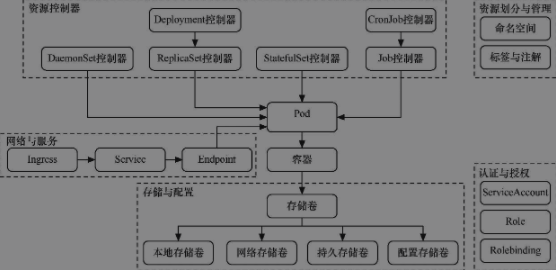 资源控制器
Deployment控制器
CronJob控制器
DaemonSet控制器
ReplicaSet控制器
StatefulSet控制器
Job控制器
资源划分与管理
命名空间
标签与注解
Pod
网络与服务
Ingress
Service
Endpoint
容器
存储与配置
存储卷
本地存储卷
网络存储卷
持久存储卷
配置存储卷
认证与授权
ServiceAccount
Role
Rolebinding